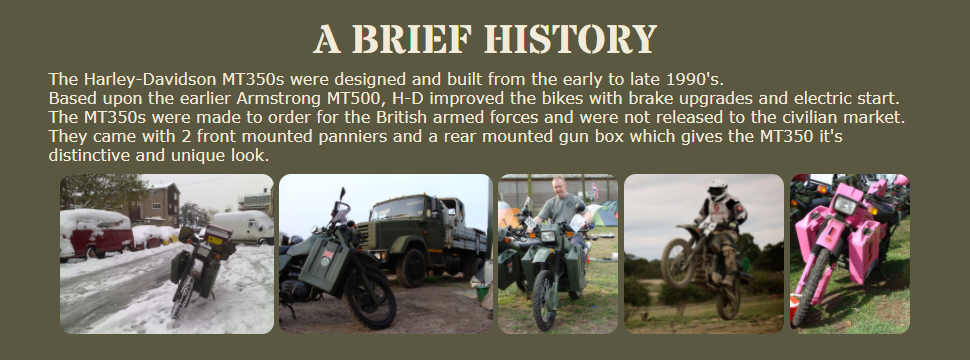 A BRIEF HISTORY
The Harley-Davidson MT350s were designed and built from the early to late 1990's.
Based upon the earlier Armstrong MT500, H-D improved the bikes with brake upgrades and electric start.
The MT350s were made to order for the British armed forces and were not released to the civilian market.
They came with 2 front mounted panniers and a rear mounted gun box which gives the MT350 it's
distinctive and unique look.